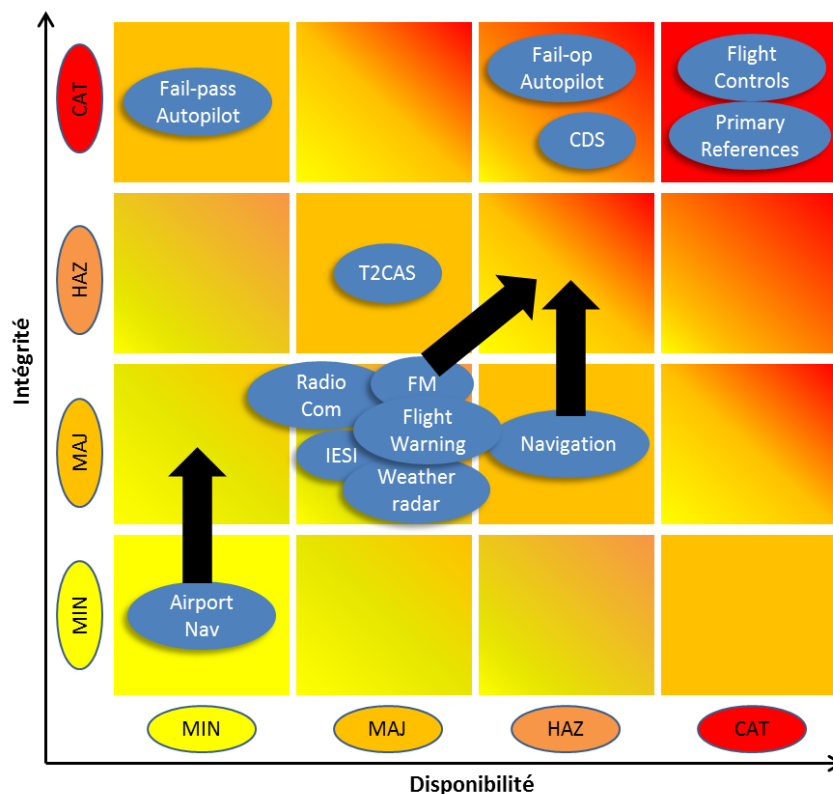 Intégrité
CAT
Fail-pass
Autopilot
Fail-op
Autopilot
CDS
Flight
Controls
Primary
References
HAZ
T2CAS
MAJ
Radio
Com
FM
Flight
Warning
IESI
Weather
radar
Navigation
MIN
Airport
Nav
MIN
MAJ
HAZ
CAT
Disponibilité